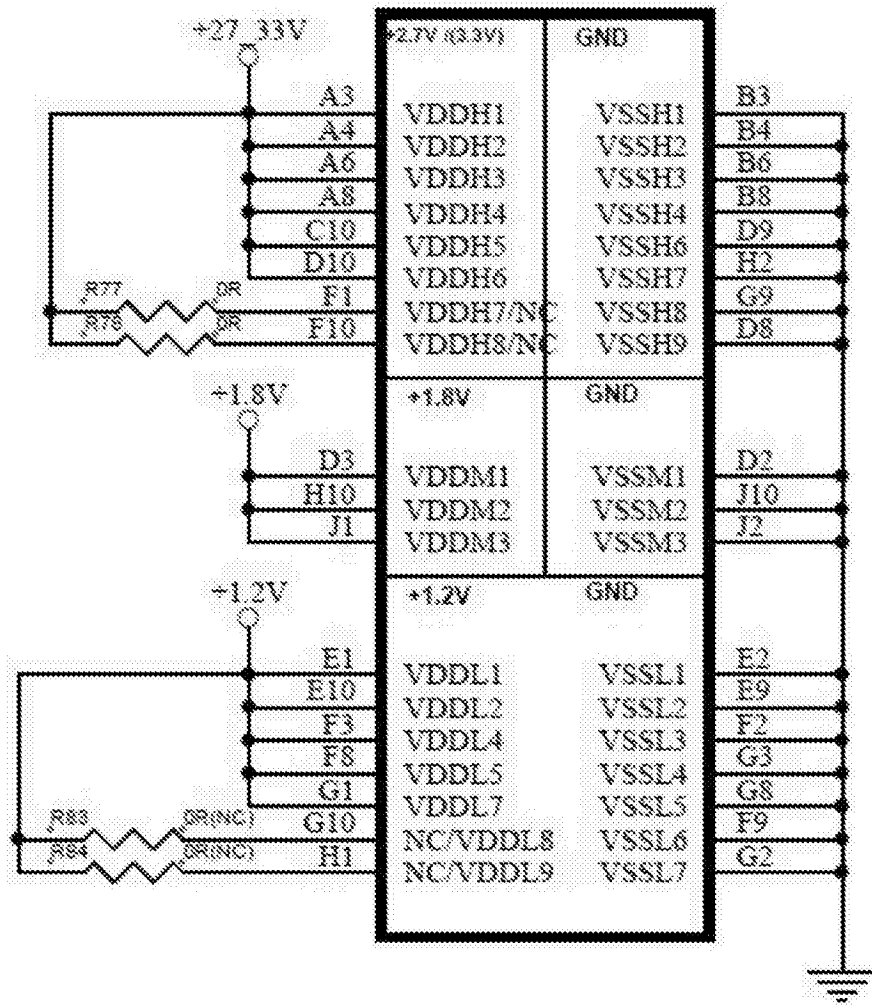 +27_33V
+2.7V /(3.3V) GND
A3 VDDH1 VSSH1 B3
A4 VDDH2 VSSH2 B4
A6 VDDH3 VSSH3 B6
A8 VDDH4 VSSH4 B8
C10 VDDH5 VSSH6 D9
D10 VDDH6 VSSH7 H2
R77 0R F1 VDDH7/NC VSSH8 G9
R78 0R F10 VDDH8/NC VSSH9 D8
+1.8V
+1.8V GND
D3 VDDM1 VSSM1 D2
H10 VDDM2 VSSM2 J10
J1 VDDM3 VSSM3 J2
+1.2V
+1.2V GND
E1 VDDL1 VSSL1 E2
E10 VDDL2 VSSL2 E9
F3 VDDL4 VSSL3 F2
F8 VDDL5 VSSL4 G3
G1 VDDL7 VSSL5 G8
R83 0R(NC) G10 NC/VDDL8 VSSL6 F9
R84 0R(NC) H1 NC/VDDL9 VSSL7 G2